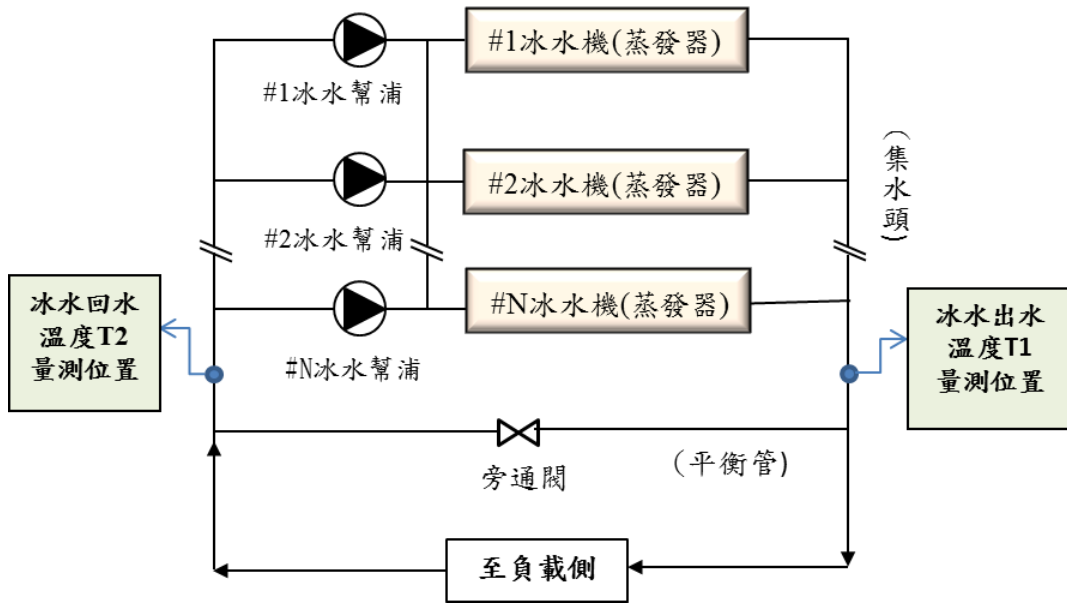 #1冰水機(蒸發器)
#1冰水幫浦
#2冰水機(蒸發器)
(集水頭)
#2冰水幫浦
#N冰水機(蒸發器)
冰水回水
溫度T2
量測位置
冰水出水
溫度T1
量測位置
#N冰水幫浦
旁通閥
(平衡管)
至負載側